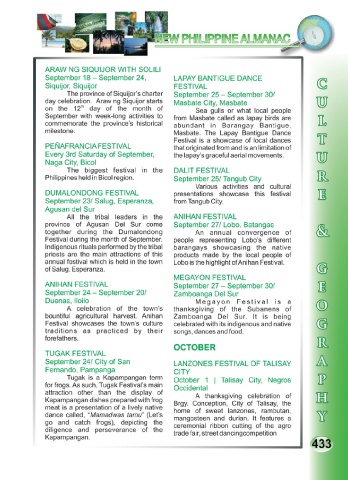 NEW PHILIPPINE ALMANAC
ARAW NG SIQUIJOR WITH SOLILI
September 18 – September 24,
Siquijor, Siquijor
The province of Siquijor's charter
day celebration. Araw ng Siquijor starts
on the 12th day of the month of
September with week-long activities to
commemorate the province's historical
milestone.
PEÑAFRANCIA FESTIVAL
Every 3rd Saturday of September,
Naga City, Bicol
The biggest festival in the
Philippines held in Bicol region.
DUMALONDONG FESTIVAL
September 23/ Salug, Esperanza,
Agusan del Sur
All the tribal leaders in the
province of Agusan Del Sur come
together during the Dumalondong
Festival during the month of September.
Indigenous rituals performed by the tribal
priests are the main attractions of this
annual festival which is held in the town
of Salug, Esperanza.
ANIHAN FESTIVAL
September 24 – September 20/
Duenas, Iloilo
A celebration of the town's
bountiful agricultural harvest. Anihan
Festival showcases the town's culture
traditions as practiced by their
forefathers.
TUGAK FESTIVAL
September 24/ City of San
Fernando, Pampanga
Tugak is a Kapampangan term
for frogs. As such, Tugak Festival's main
attraction other than the display of
Kapampangan dishes prepared with frog
meat is a presentation of a lively native
dance called, "Mamadwas tamu" (Let's
go and catch frogs), depicting the
diligence and perseverance of the
Kapampangan.
LAPAY BANTIGUE DANCE
FESTIVAL
September 25 – September 30/
Masbate City, Masbate
Sea gulls or what local people
from Masbate called as lapay birds are
abundant in Barangay Bantigue,
Masbate. The Lapay Bantigue Dance
Festival is a showcase of local dances
that originated from and is an imitation of
the lapay's graceful aerial movements.
DALIT FESTIVAL
September 25/ Tangub City
Various activities and cultural
presentations showcase this festival
from Tangub City.
ANIHAN FESTIVAL
September 27/ Lobo, Batangas
An annual convergence of
people representing Lobo's different
barangays showcasing the native
products made by the local people of
Lobo is the highlight of Anihan Festival.
MEGAYON FESTIVAL
September 27 – September 30/
Zamboanga Del Sur
Megayon Festival is a
thanksgiving of the Subanens of
Zamboanga Del Sur. It is being
celebrated with its indigenous and native
songs, dances and food.
OCTOBER
LANZONES FESTIVAL OF TALISAY
CITY
October 1 | Talisay City, Negros
Occidental
A thanksgiving celebration of
Brgy. Conception, City of Talisay, the
home of sweet lanzones, rambutan,
mangosteen and durian. It features a
ceremonial ribbon cutting of the agro
trade fair, street dancing competition
C
U
L
T
U
R
E
&
G
E
O
G
R
A
P
H
Y
433